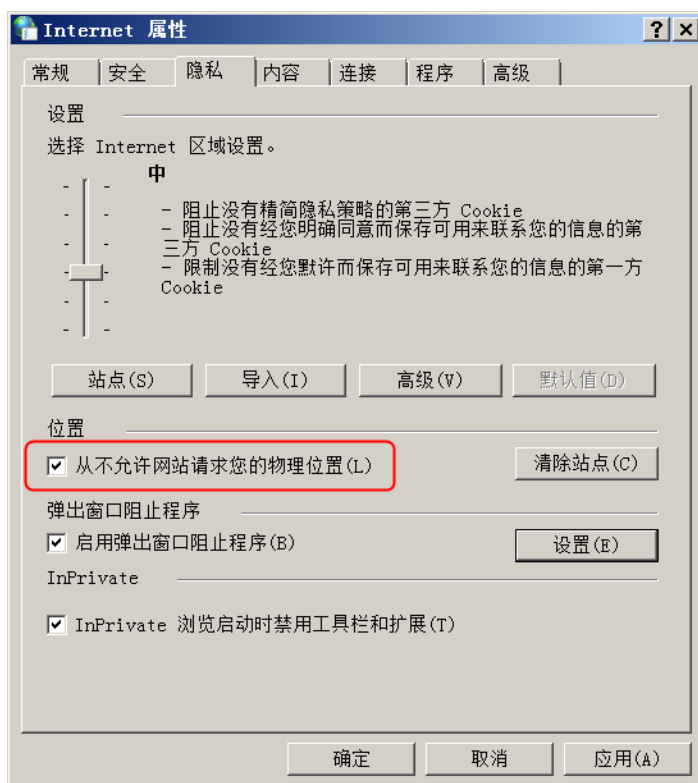 Internet 属性
常规 安全 隐私 内容 连接 程序 高级
设置
选择 Internet 区域设置。
中
- 阻止没有精简隐私策略的第三方 Cookie
- 阻止没有经您明确同意而保存可用来联系您的信息的第
三方 Cookie
- 限制没有经您默许而保存可用来联系您的信息的第一方
Cookie
站点(S) 导入(I) 高级(V) 默认值(D)
位置
从不允许网站请求您的物理位置(L) 清除站点(C)
弹出窗口阻止程序
启用弹出窗口阻止程序(B) 设置(E)
InPrivate
InPrivate 浏览启动时禁用工具栏和扩展(T)
确定 取消 应用(A)